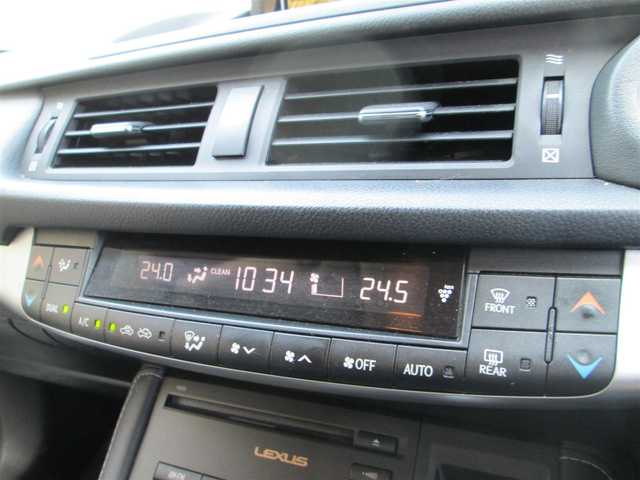 24.0 CLEAN 10 34 24.5
FRONT
DUAL A/C OFF AUTO REAR
LEXUS